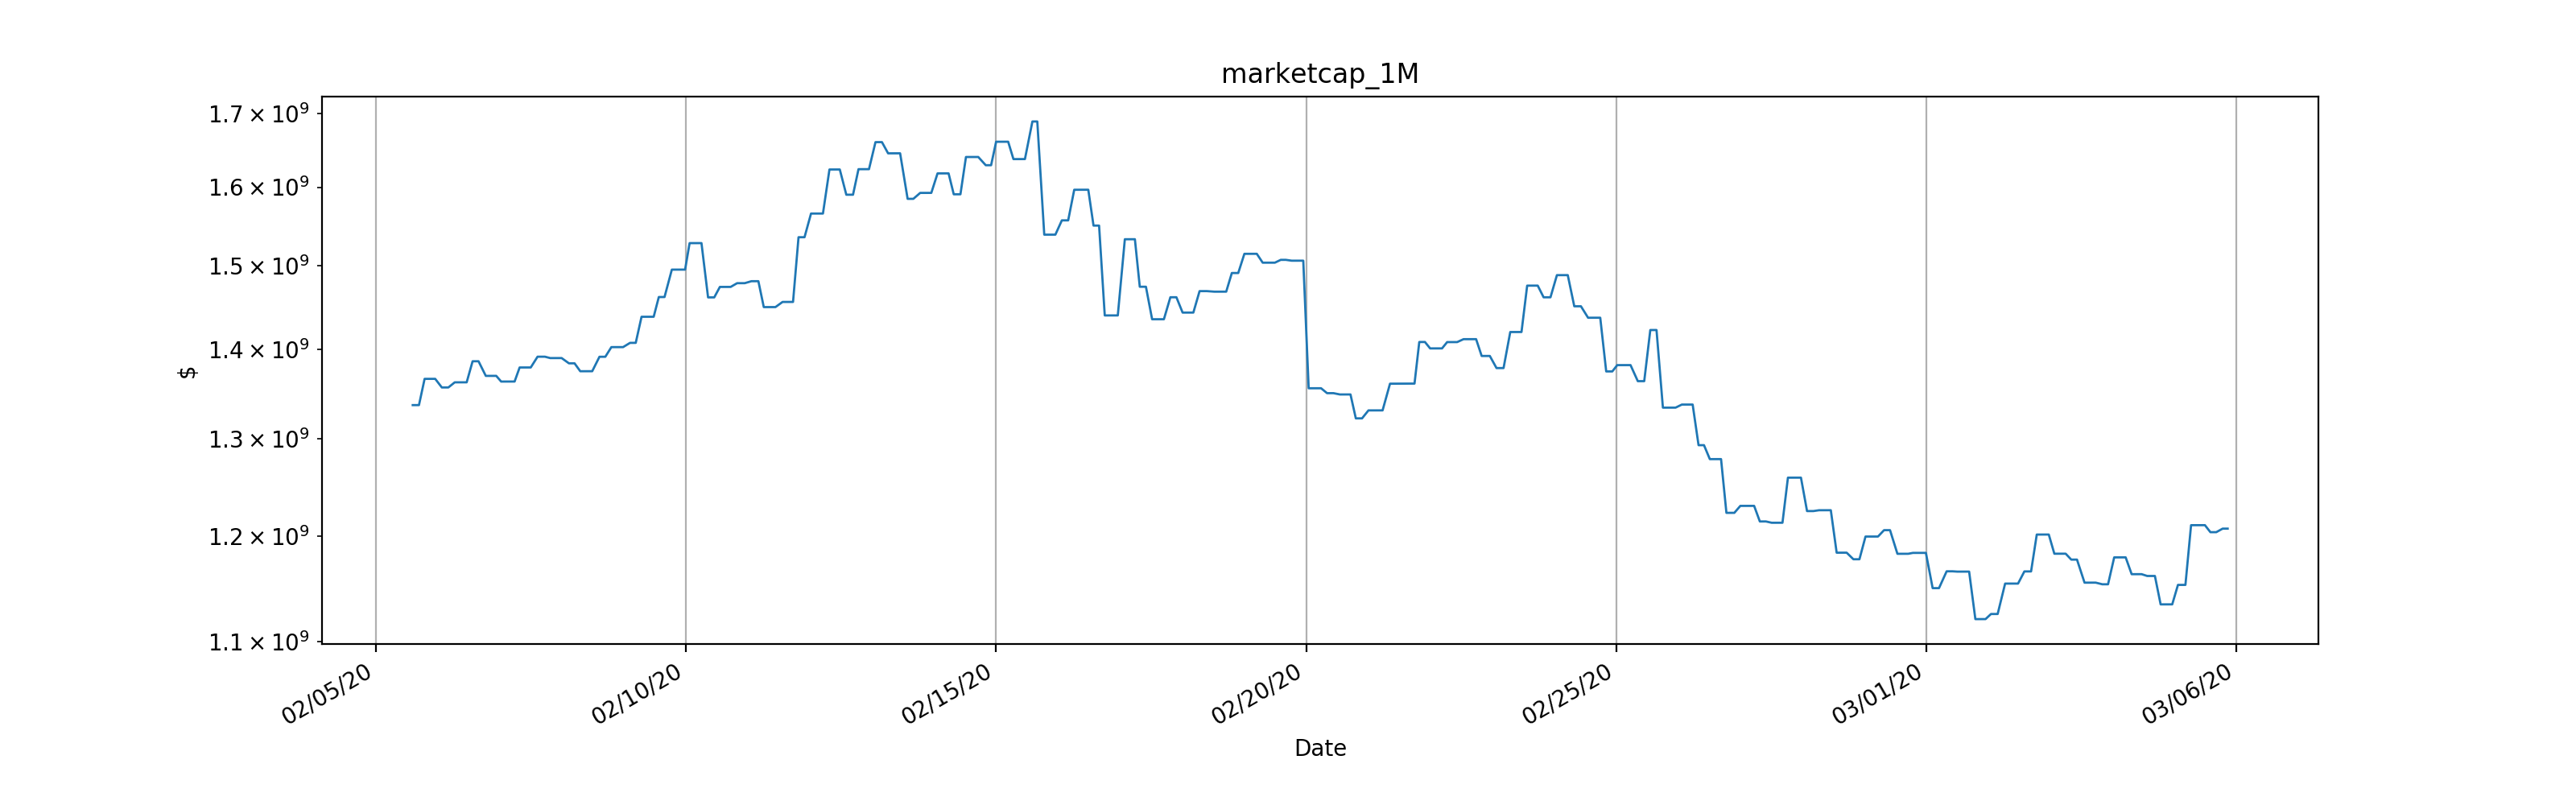 marketcap_1M
1.7 × 10⁹
1.6 × 10⁹
1.5 × 10⁹
1.4 × 10⁹
1.3 × 10⁹
1.2 × 10⁹
1.1 × 10⁹
$
02/05/20
02/10/20
02/15/20
02/20/20
02/25/20
03/01/20
03/06/20
Date